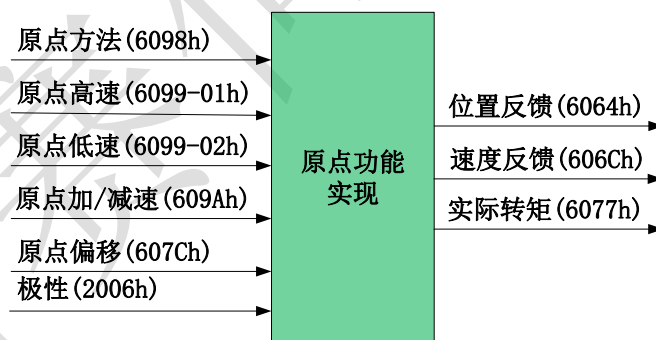 原点方法(6098h)
原点高速(6099-01h)
原点低速(6099-02h)
原点加/减速(609Ah)
原点偏移(607Ch)
极性(2006h)
原点功能
实现
位置反馈(6064h)
速度反馈(606Ch)
实际转矩(6077h)